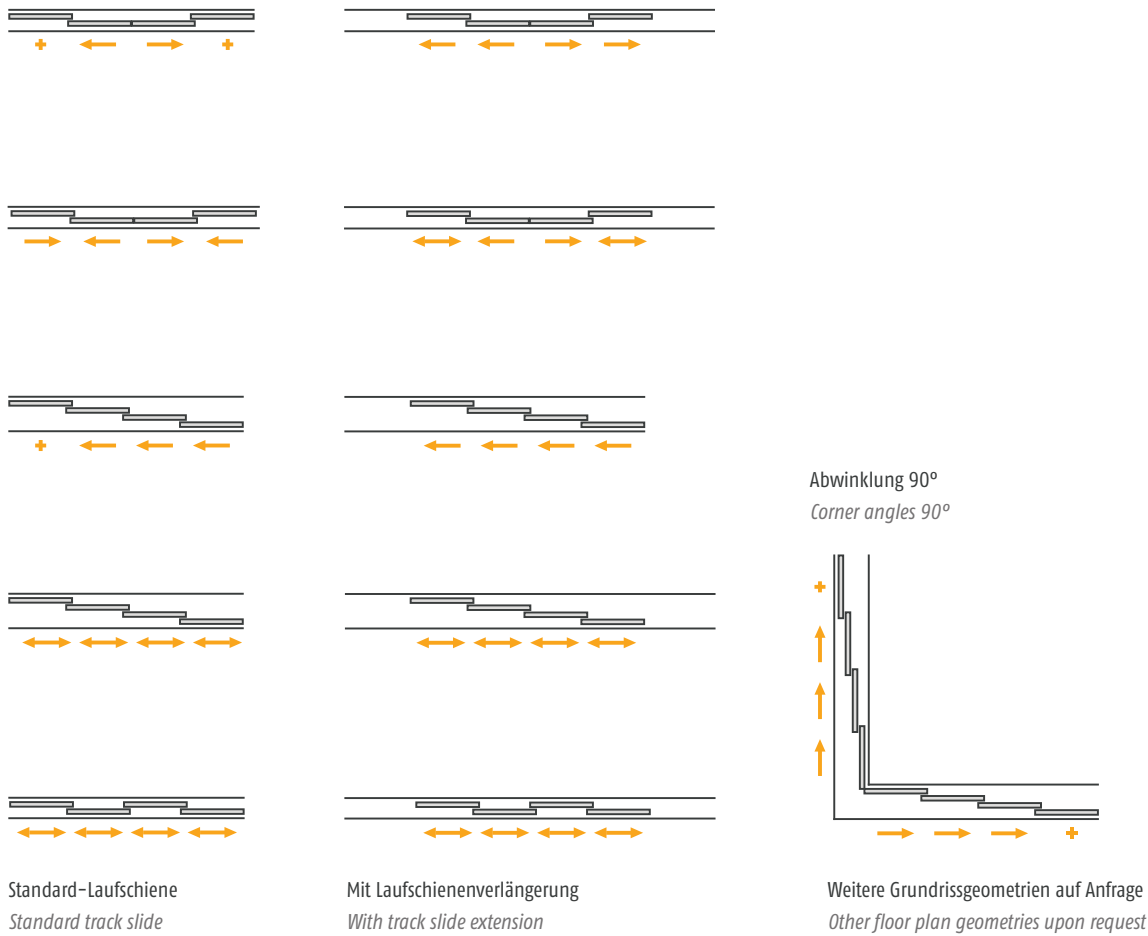 Abwinklung 90°
Corner angles 90°
Standard-Laufschiene
Standard track slide
Mit Laufschienenverlängerung
With track slide extension
Weitere Grundrissgeometrien auf Anfrage
Other floor plan geometries upon request